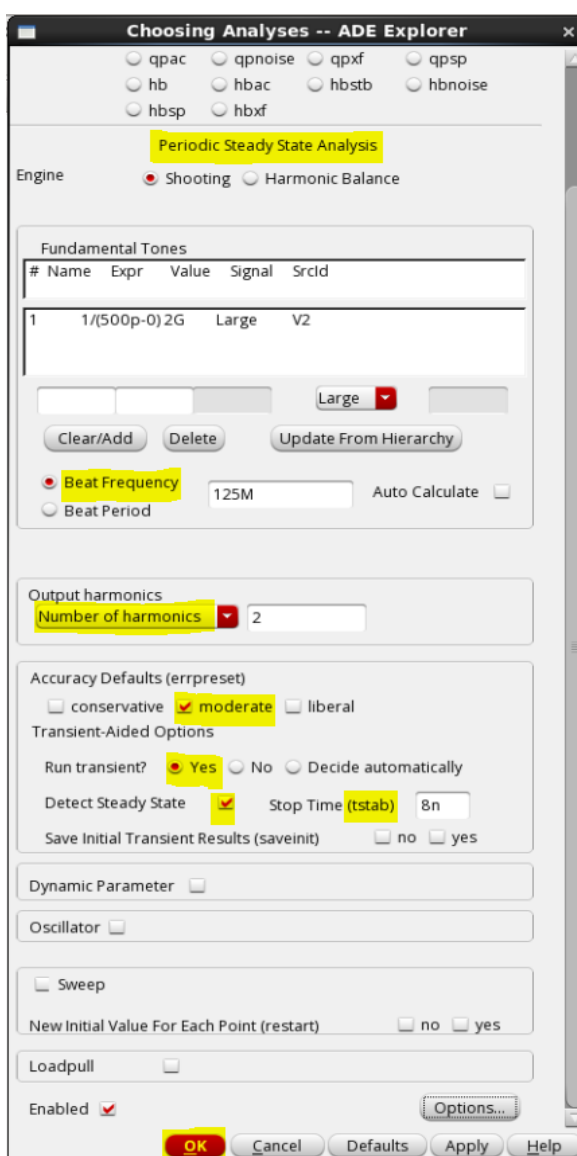 Choosing Analyses -- ADE Explorer
qpac qpnoise qpxf qpsp
hb hbac hbstb hbnoise
hbsp hbxf
Periodic Steady State Analysis
Engine Shooting Harmonic Balance
Fundamental Tones
# Name Expr Value Signal SrcId
1 1/(500p-0) 2G Large V2
Large
Clear/Add Delete Update From Hierarchy
Beat Frequency 125M Auto Calculate
Beat Period
Output harmonics
Number of harmonics 2
Accuracy Defaults (errpreset)
conservative moderate liberal
Transient-Aided Options
Run transient? Yes No Decide automatically
Detect Steady State Stop Time (tstab) 8n
Save Initial Transient Results (saveinit) no yes
Dynamic Parameter
Oscillator
Sweep
New Initial Value For Each Point (restart) no yes
Loadpull
Enabled Options...
OK Cancel Defaults Apply Help